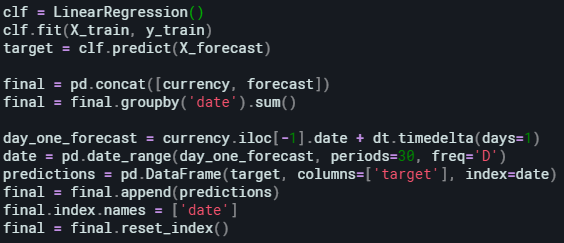 clf = LinearRegression()
clf.fit(X_train, y_train)
target = clf.predict(X_forecast)
final = pd.concat([currency, forecast])
final = final.groupby('date').sum()
day_one_forecast = currency.iloc[-1].date + dt.timedelta(days=1)
date = pd.date_range(day_one_forecast, periods=30, freq='D')
predictions = pd.DataFrame(target, columns=['target'], index=date)
final = final.append(predictions)
final.index.names = ['date']
final = final.reset_index()